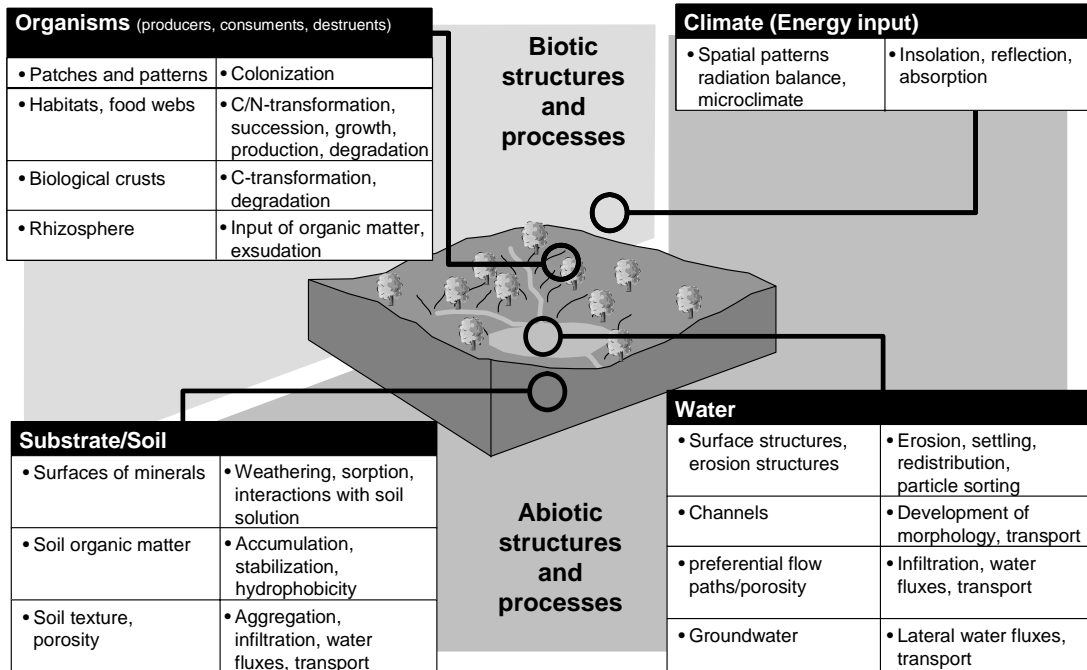 Organisms (producers, consuments, destruents)
• Patches and patterns
• Colonization
• Habitats, food webs
• C/N-transformation,
succession, growth,
production, degradation
• Biological crusts
• C-transformation,
degradation
• Rhizosphere
• Input of organic matter,
exsudation
Biotic
structures
and
processes
Climate (Energy input)
• Spatial patterns
radiation balance,
microclimate
• Insolation, reflection,
absorption
Substrate/Soil
• Surfaces of minerals
• Weathering, sorption,
interactions with soil
solution
• Soil organic matter
• Accumulation,
stabilization,
hydrophobicity
• Soil texture,
porosity
• Aggregation,
infiltration, water
fluxes, transport
Abiotic
structures
and
processes
Water
• Surface structures,
erosion structures
• Erosion, settling,
redistribution,
particle sorting
• Channels
• Development of
morphology, transport
• preferential flow
paths/porosity
• Infiltration, water
fluxes, transport
• Groundwater
• Lateral water fluxes,
transport